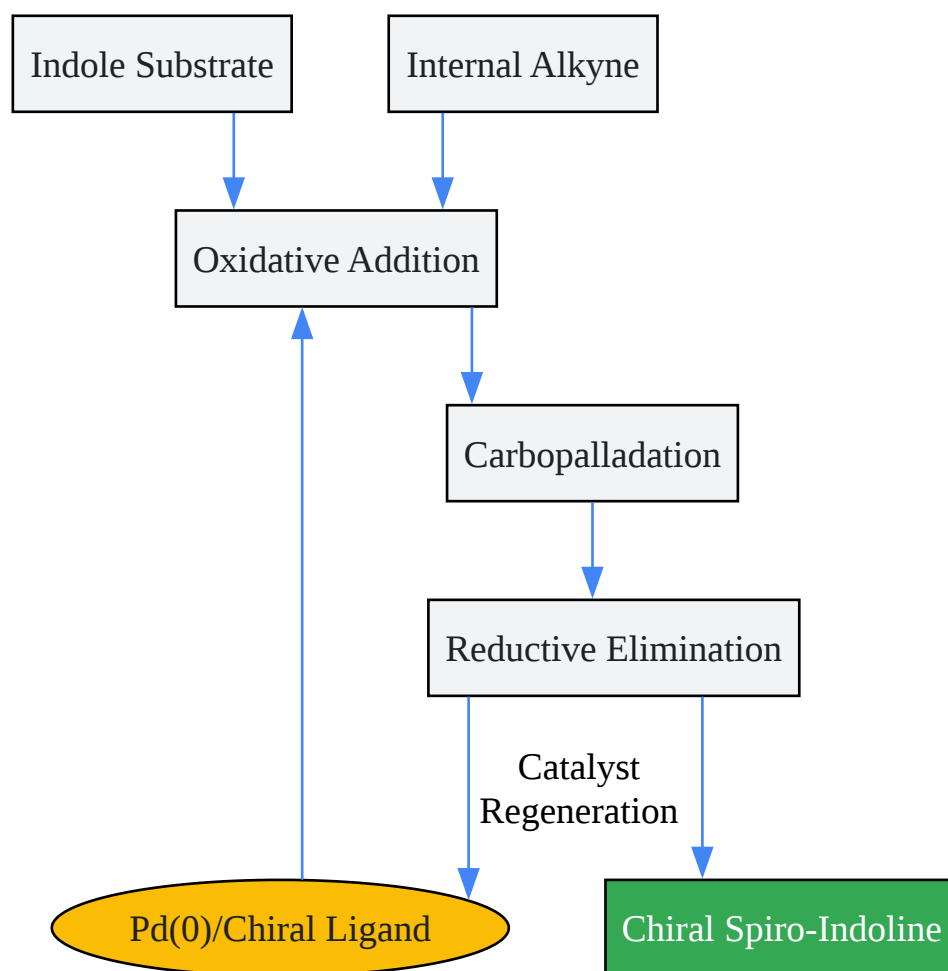 Indole Substrate
Internal Alkyne
Oxidative Addition
Carbopalladation
Reductive Elimination
Catalyst
Regeneration
Pd(0)/Chiral Ligand
Chiral Spiro-Indoline